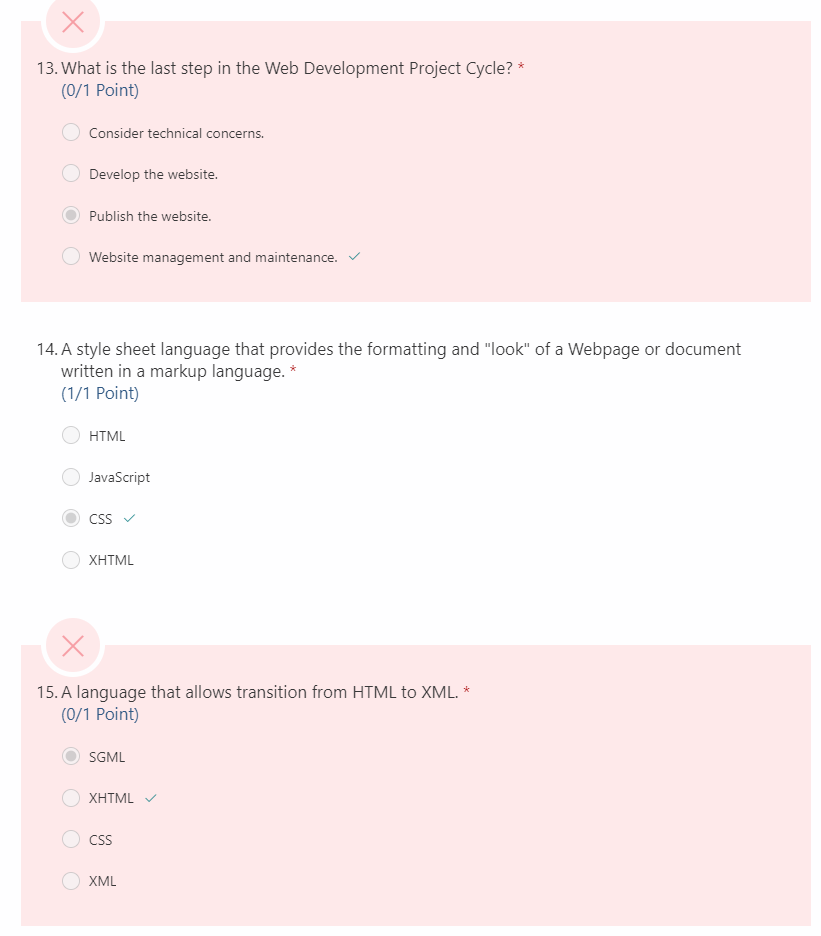 13. What is the last step in the Web Development Project Cycle? *
(0/1 Point)
Consider technical concerns.
Develop the website.
Publish the website.
Website management and maintenance.
14. A style sheet language that provides the formatting and "look" of a Webpage or document
written in a markup language. *
(1/1 Point)
HTML
JavaScript
CSS
XHTML
15. A language that allows transition from HTML to XML. *
(0/1 Point)
SGML
XHTML
CSS
XML